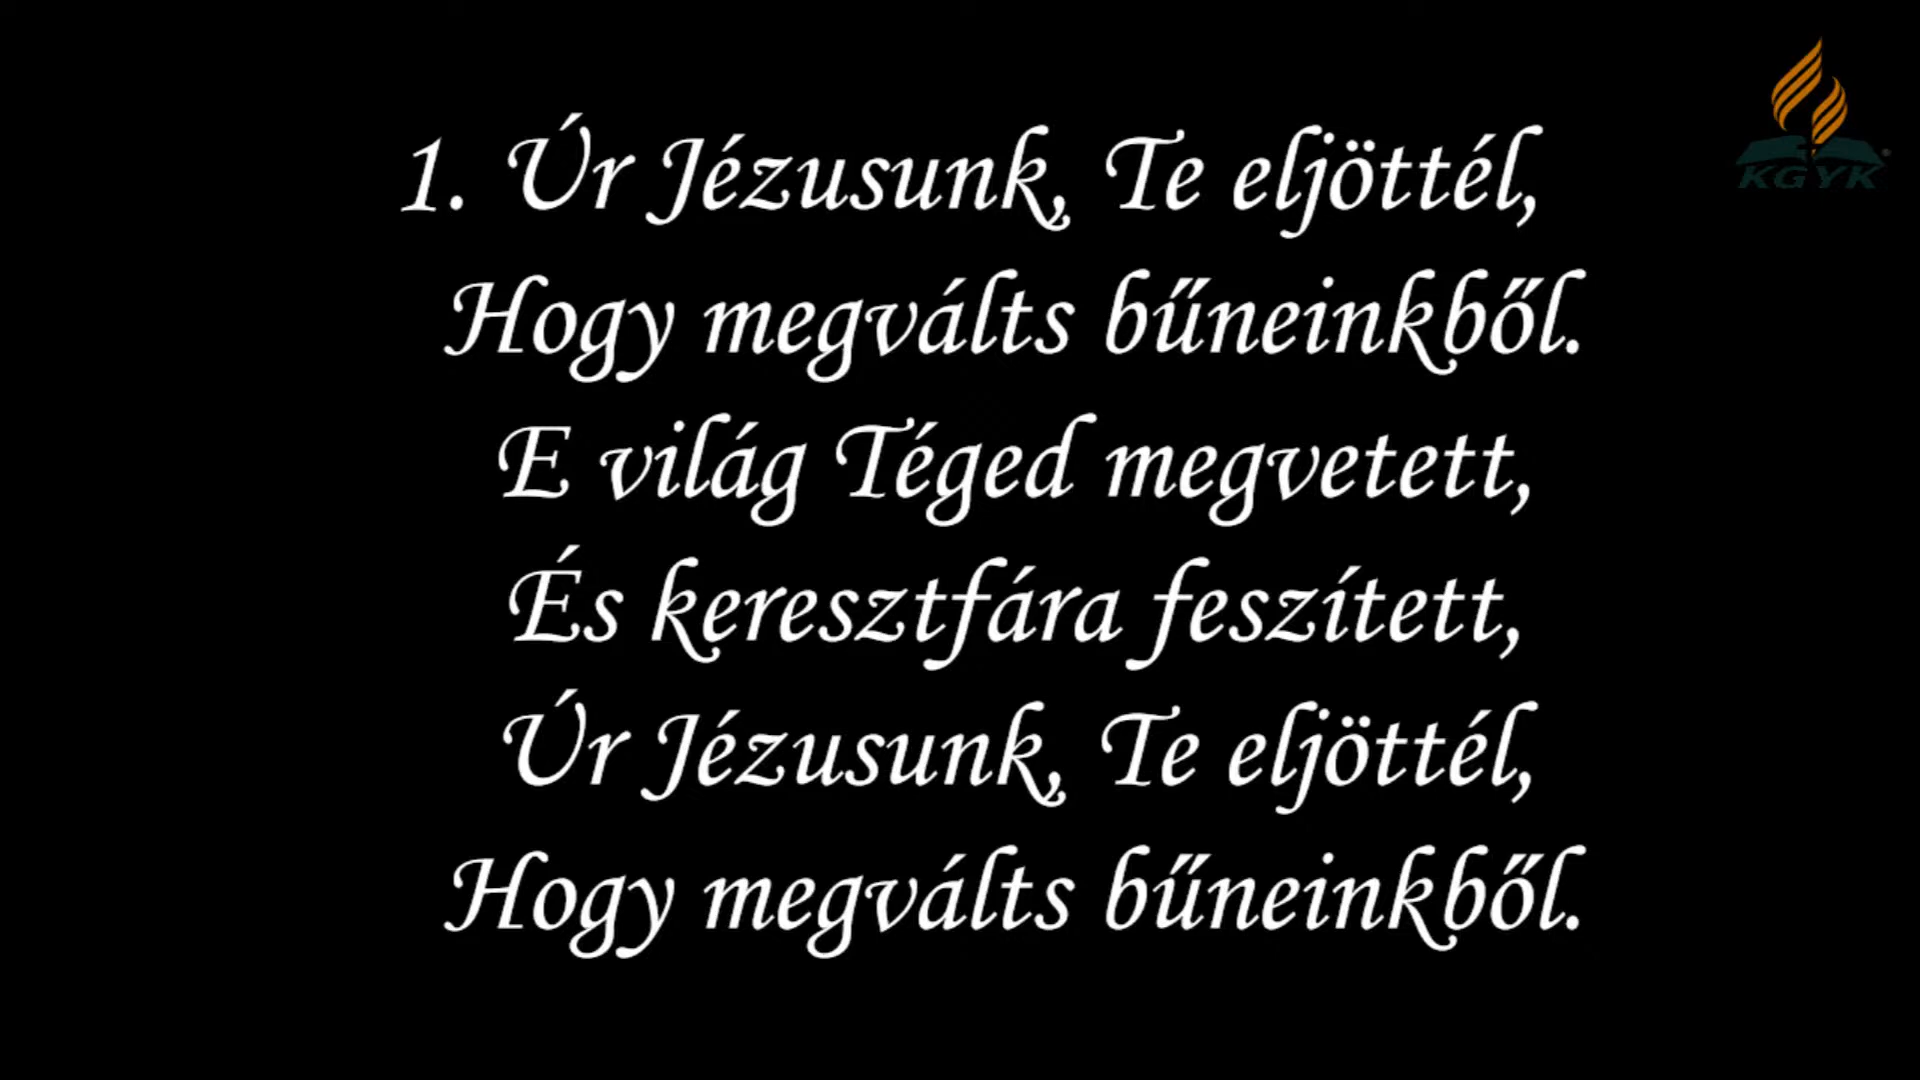 1. Úr Jézusunk, Te eljöttél,
Hogy megválts bűneinkből.
E világ Téged megvetett,
És keresztfára feszített,
Úr Jézusunk, Te eljöttél,
Hogy megválts bűneinkből.
KGYK